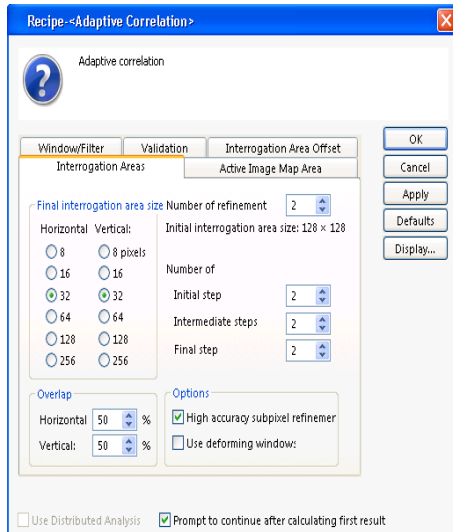 Recipe-<Adaptive Correlation>
Adaptive correlation
Window/Filter Validation Interrogation Area Offset
Interrogation Areas Active Image Map Area
OK
Cancel
Apply
Defaults
Display...
Final interrogation area size
Horizontal Vertical:
8 8 pixels
16 16
32 32
64 64
128 128
256 256
Number of refinement 2
Initial interrogation area size: 128 × 128
Number of
Initial step 2
Intermediate steps 2
Final step 2
Overlap
Horizontal 50 %
Vertical: 50 %
Options
High accuracy subpixel refinemer
Use deforming window:
Use Distributed Analysis Prompt to continue after calculating first result